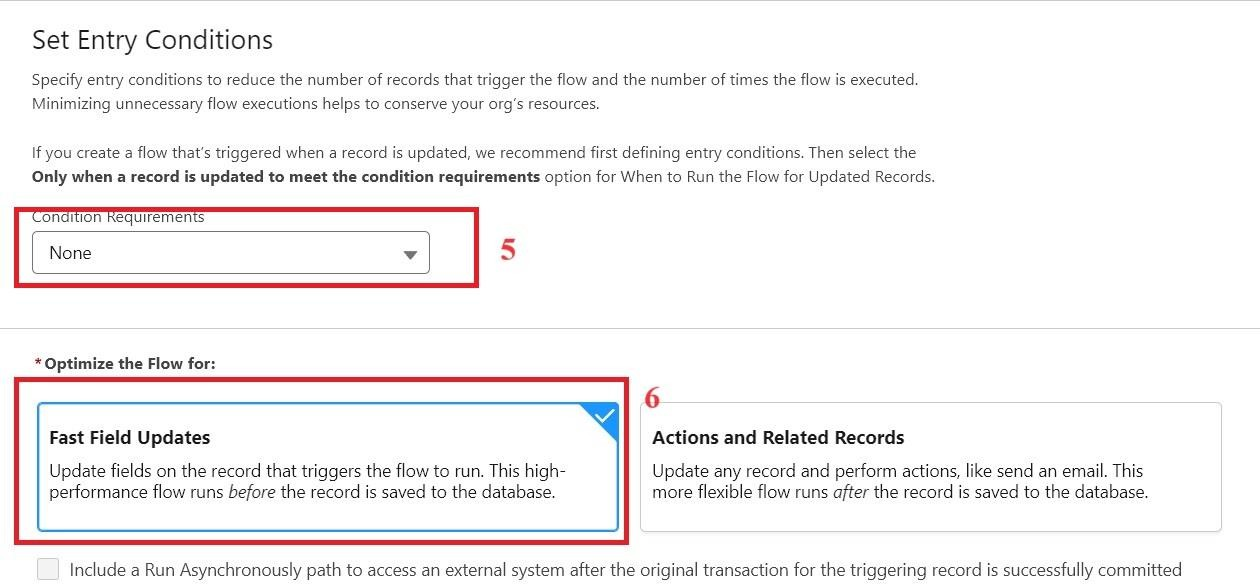 Set Entry Conditions
Specify entry conditions to reduce the number of records that trigger the flow and the number of times the flow is executed.
Minimizing unnecessary flow executions helps to conserve your org's resources.
If you create a flow that's triggered when a record is updated, we recommend first defining entry conditions. Then select the
Only when a record is updated to meet the condition requirements option for When to Run the Flow for Updated Records.
Condition Requirements
None
5
*Optimize the Flow for:
6
Fast Field Updates
Update fields on the record that triggers the flow to run. This high-
performance flow runs before the record is saved to the database.
Actions and Related Records
Update any record and perform actions, like send an email. This
more flexible flow runs after the record is saved to the database.
Include a Run Asynchronously path to access an external system after the original transaction for the triggering record is successfully committed